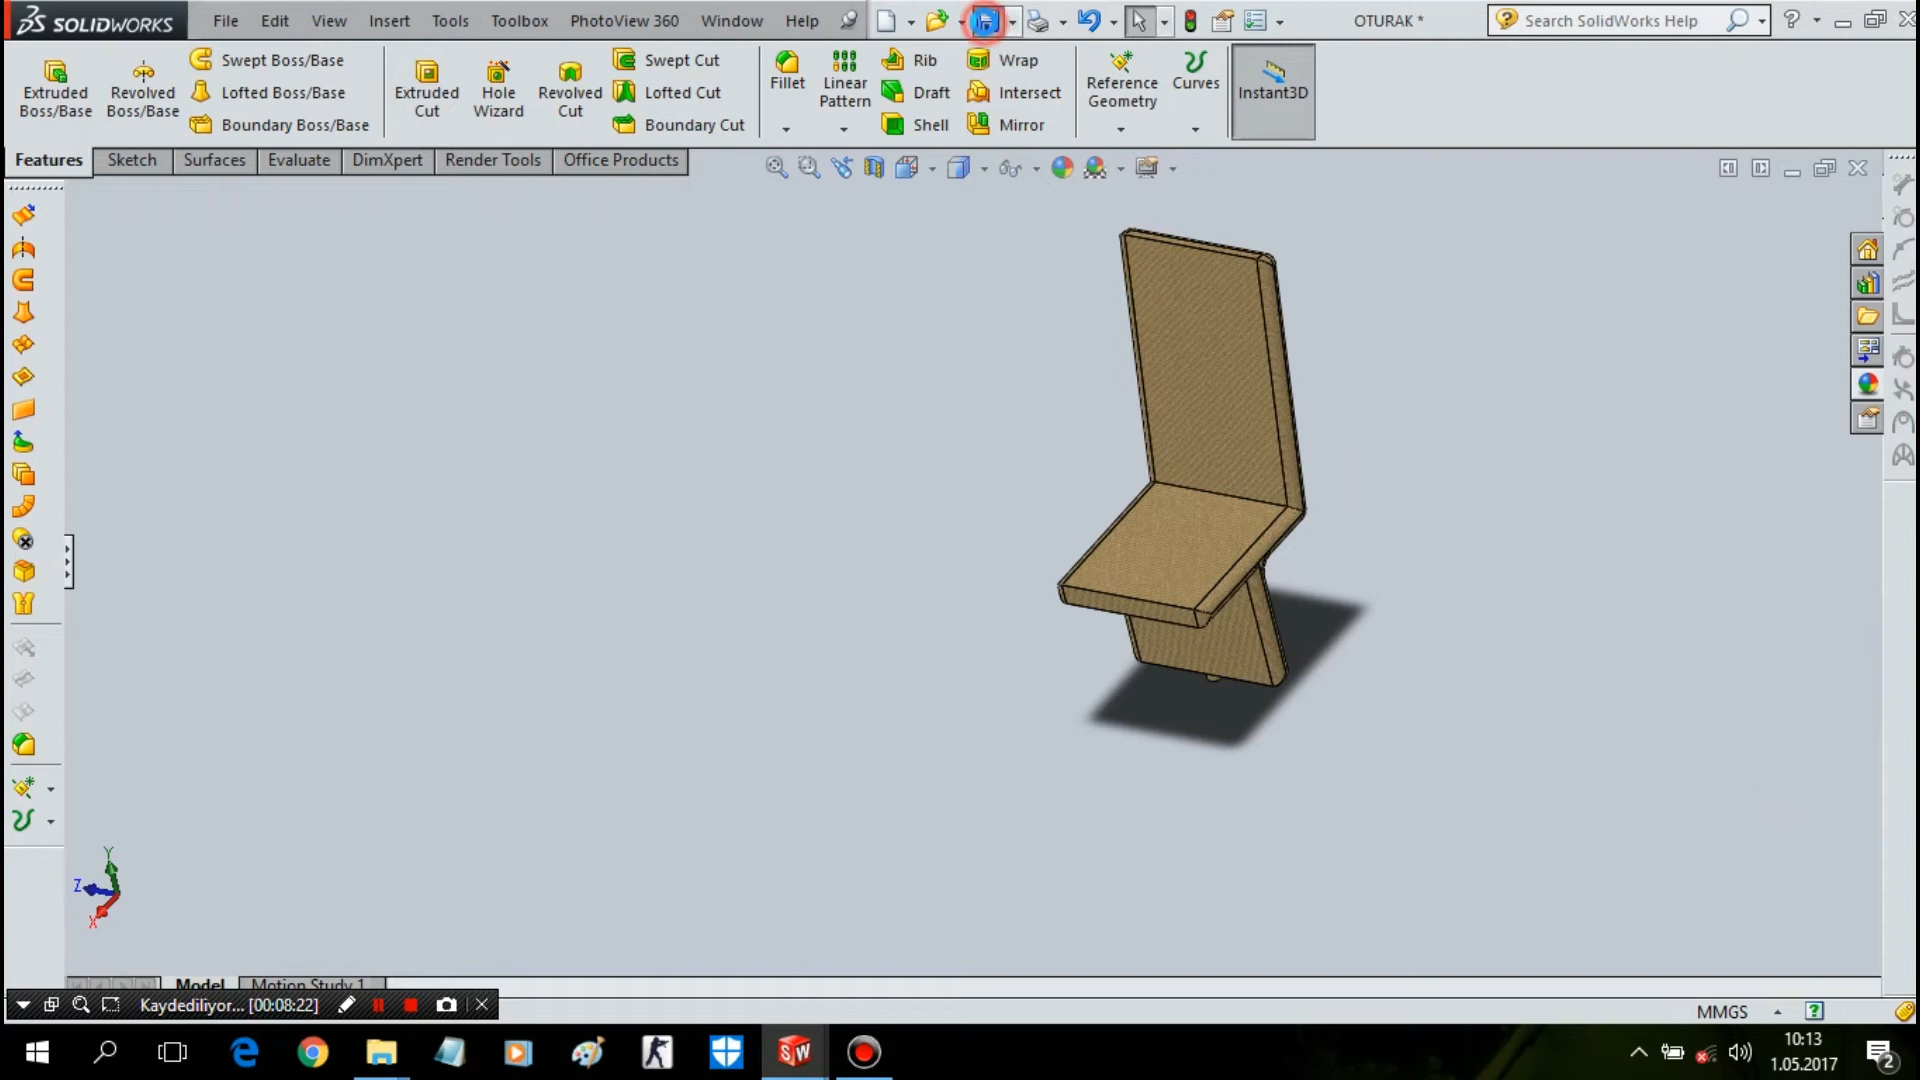 SOLIDWORKS File Edit View Insert Tools Toolbox PhotoView 360 Window Help OTURAK * Search SolidWorks Help
Extruded Boss/Base
Revolved Boss/Base
Swept Boss/Base
Lofted Boss/Base
Boundary Boss/Base
Extruded Cut
Hole Wizard
Revolved Cut
Swept Cut
Lofted Cut
Boundary Cut
Fillet
Linear Pattern
Rib
Draft
Shell
Wrap
Intersect
Mirror
Reference Geometry
Curves
Instant3D
Features Sketch Surfaces Evaluate DimXpert Render Tools Office Products
Y
Z
X
Model Motion Study 1
Kaydediliyor... [00:08:22]
MMGS
10:13
1.05.2017
2